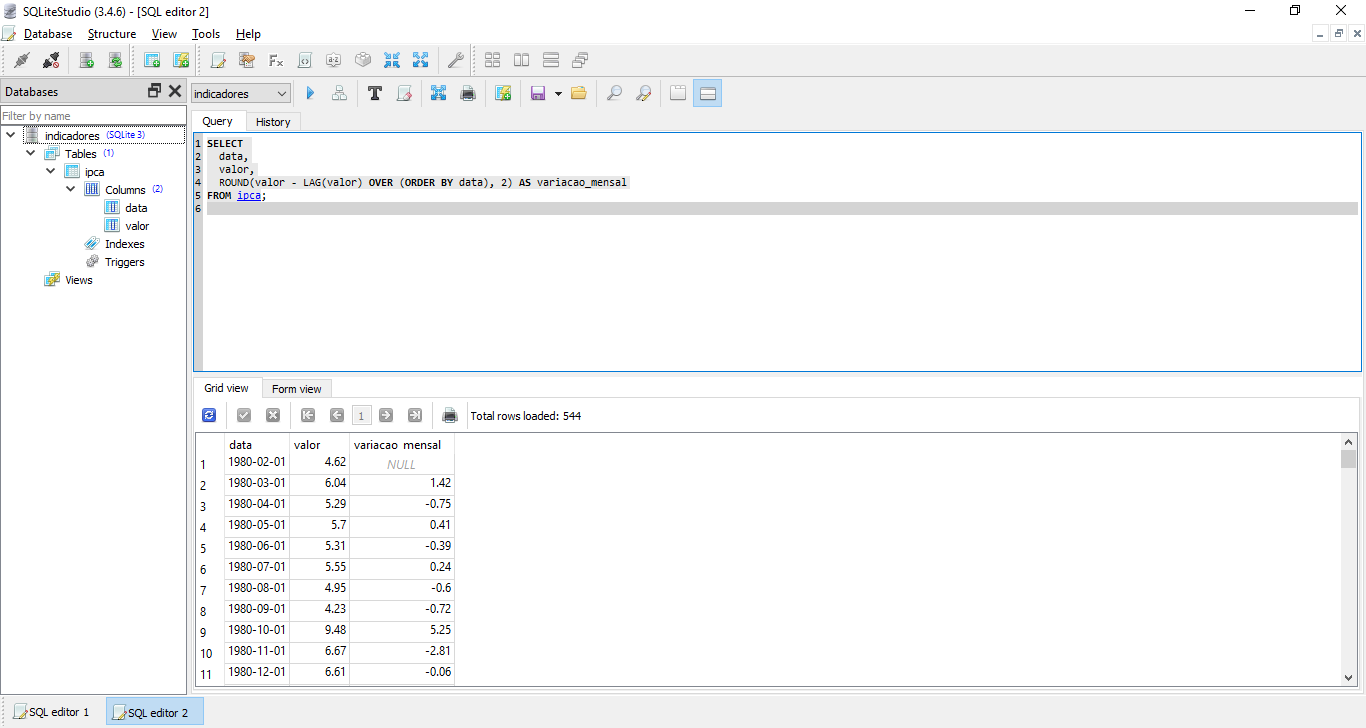 SQLiteStudio (3.4.6) - [SQL editor 2]
Database Structure View Tools Help
Databases
Filter by name
indicadores (SQLite 3)
Tables (1)
ipca
Columns (2)
data
valor
Indexes
Triggers
Views
indicadores
Query History
1 SELECT
2 data,
3 valor,
4 ROUND(valor - LAG(valor) OVER (ORDER BY data), 2) AS variacao_mensal
5 FROM ipca;
6
Grid view Form view
1 Total rows loaded: 544
data valor variacao_mensal
1 1980-02-01 4.62 NULL
2 1980-03-01 6.04 1.42
3 1980-04-01 5.29 -0.75
4 1980-05-01 5.7 0.41
5 1980-06-01 5.31 -0.39
6 1980-07-01 5.55 0.24
7 1980-08-01 4.95 -0.6
8 1980-09-01 4.23 -0.72
9 1980-10-01 9.48 5.25
10 1980-11-01 6.67 -2.81
11 1980-12-01 6.61 -0.06
SQL editor 1 SQL editor 2